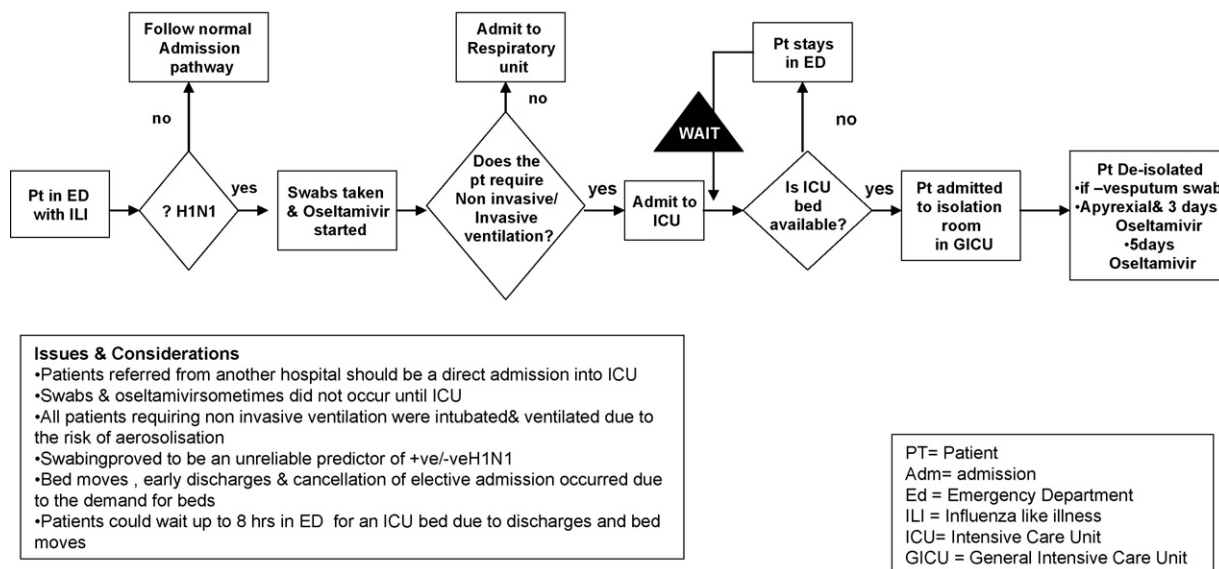 Follow normal
Admission
pathway
Admit to
Respiratory
unit
Pt stays
in ED
no
no
WAIT
no
Pt in ED
with ILI
? H1N1
yes
Swabs taken
& Oseltamivir
started
Does the
pt require
Non invasive/
Invasive
ventilation?
yes
Admit to
ICU
Is ICU
bed
available?
yes
Pt admitted
to isolation
room
in GICU
Pt De-isolated
•if –vesputum swab
•Apyrexial& 3 days
Oseltamivir
•5days
Oseltamivir
Issues & Considerations
•Patients referred from another hospital should be a direct admission into ICU
•Swabs & oseltamivirsometimes did not occur until ICU
•All patients requiring non invasive ventilation were intubated& ventilated due to
the risk of aerosolisation
•Swabingproved to be an unreliable predictor of +ve/-veH1N1
•Bed moves , early discharges & cancellation of elective admission occurred due
to the demand for beds
•Patients could wait up to 8 hrs in ED for an ICU bed due to discharges and bed
moves
PT= Patient
Adm= admission
Ed = Emergency Department
ILI = Influenza like illness
ICU= Intensive Care Unit
GICU = General Intensive Care Unit